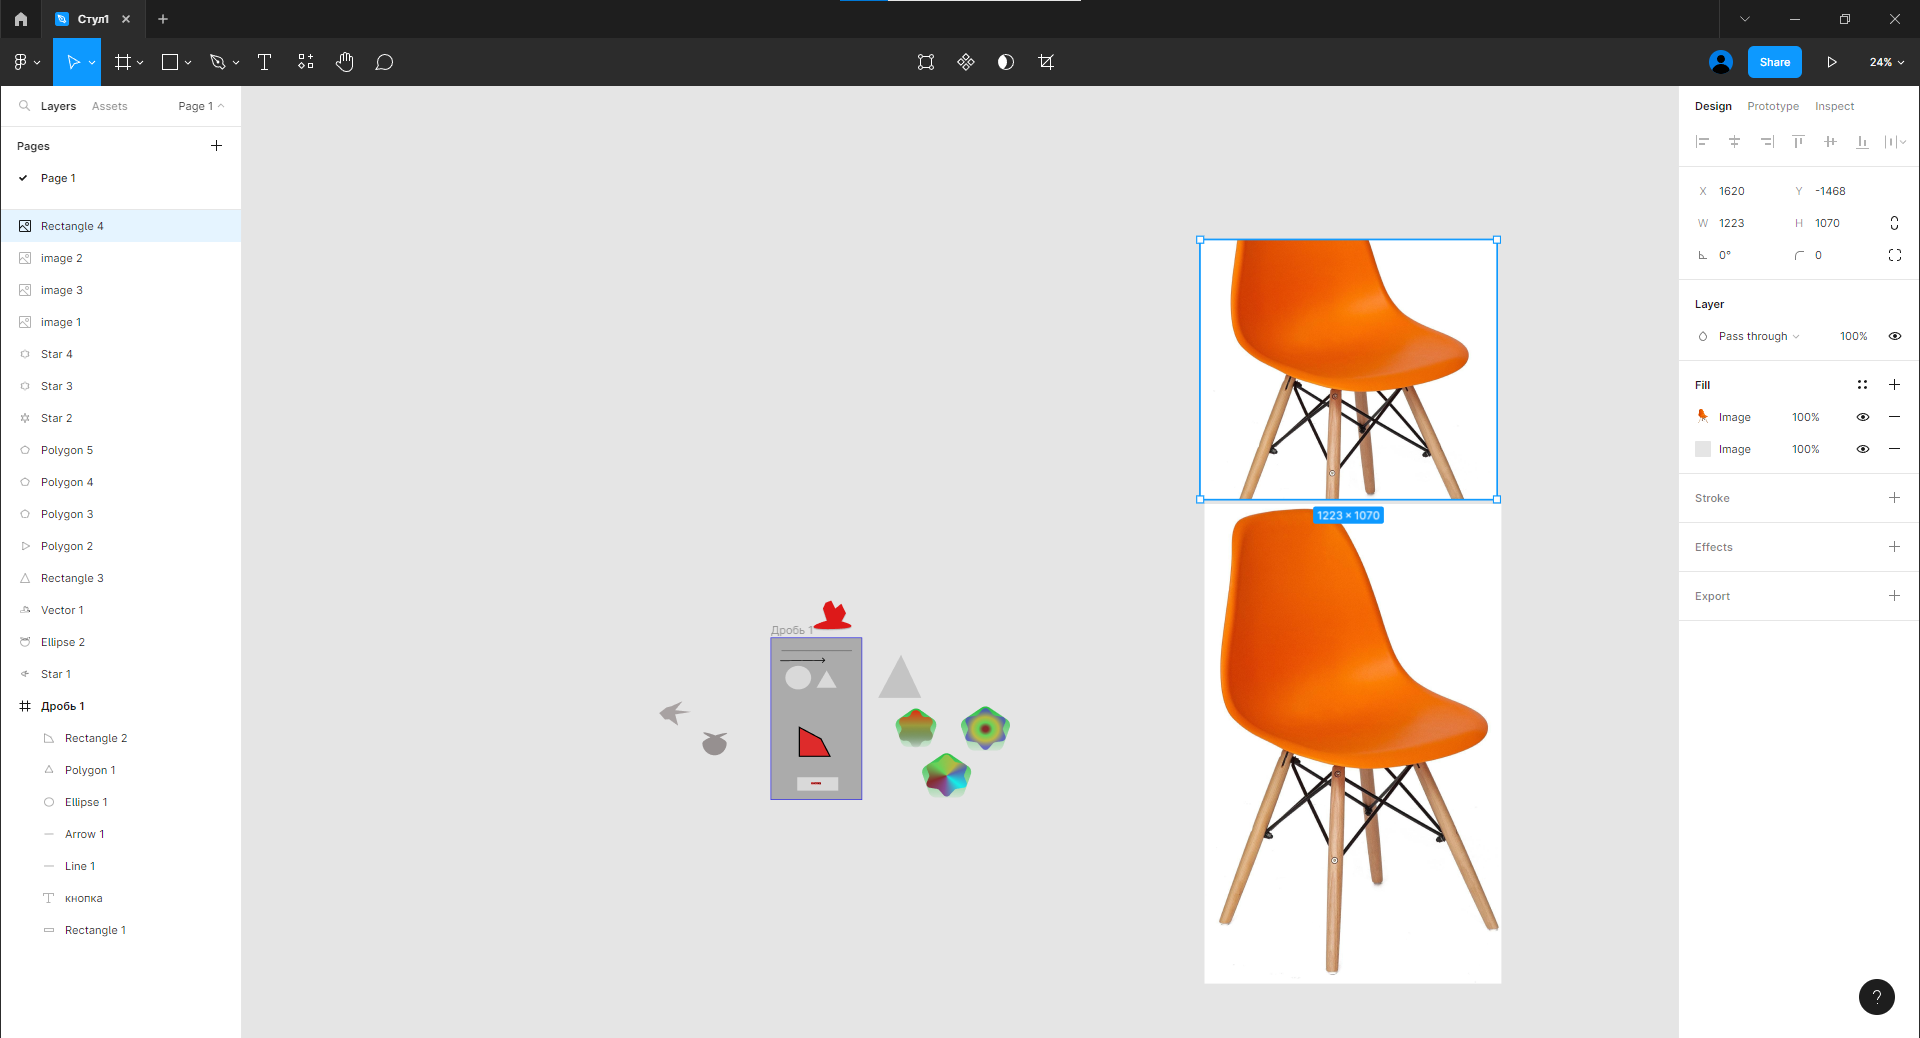 Стул1
Share
24%
Layers
Assets
Page 1
Pages
Page 1
Rectangle 4
image 2
image 3
image 1
Star 4
Star 3
Star 2
Polygon 5
Polygon 4
Polygon 3
Polygon 2
Rectangle 3
Vector 1
Ellipse 2
Star 1
Дробь 1
Rectangle 2
Polygon 1
Ellipse 1
Arrow 1
Line 1
кнопка
Rectangle 1
Дробь 1
1223 × 1070
Design
Prototype
Inspect
X 1620
Y -1468
W 1223
H 1070
0°
0
Layer
Pass through
100%
Fill
Image 100%
Image 100%
Stroke
Effects
Export
?